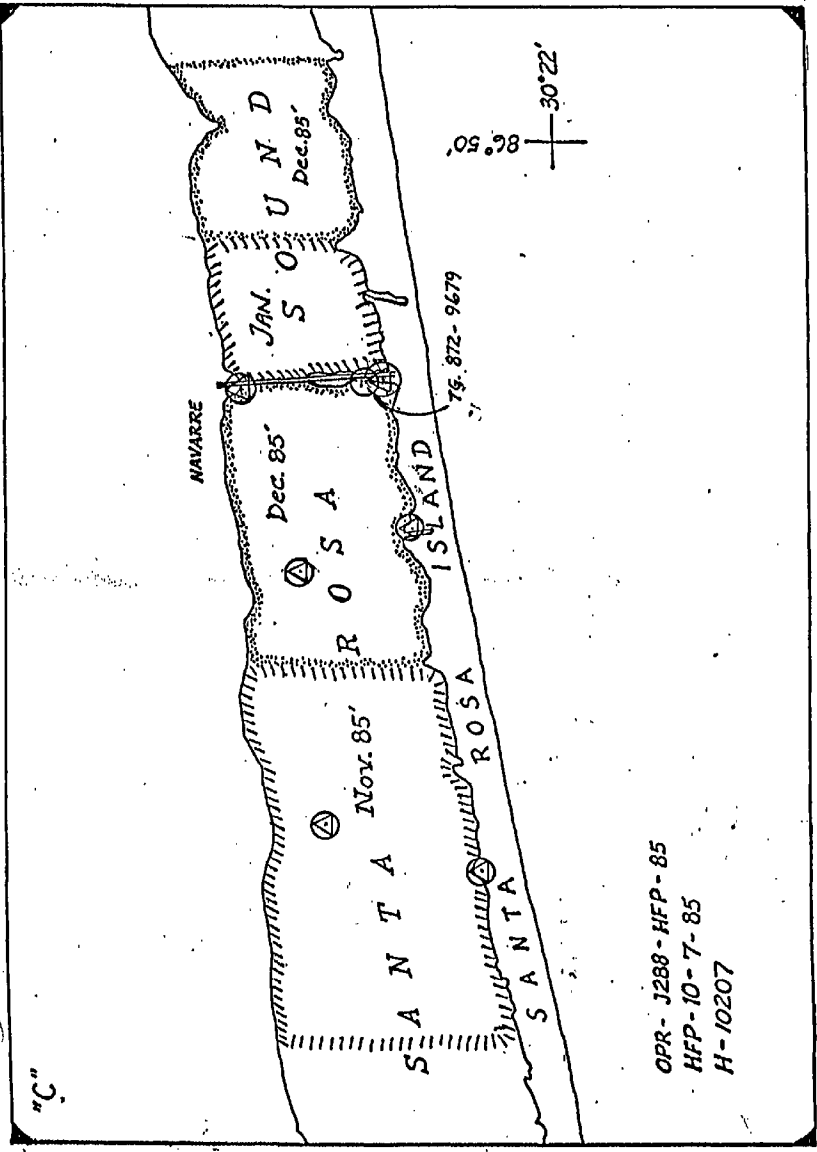 "C"
NAVARRE
SANTA ROSA SOUND
Nov. 85'
Dec. 85'
JAN.
Dec. 85'
TG. 872-9679
SANTA ROSA ISLAND
86° 50'
30° 22'
OPR - J288 - HFP - 85
HFP - 10 - 7 - 85
H - 10207